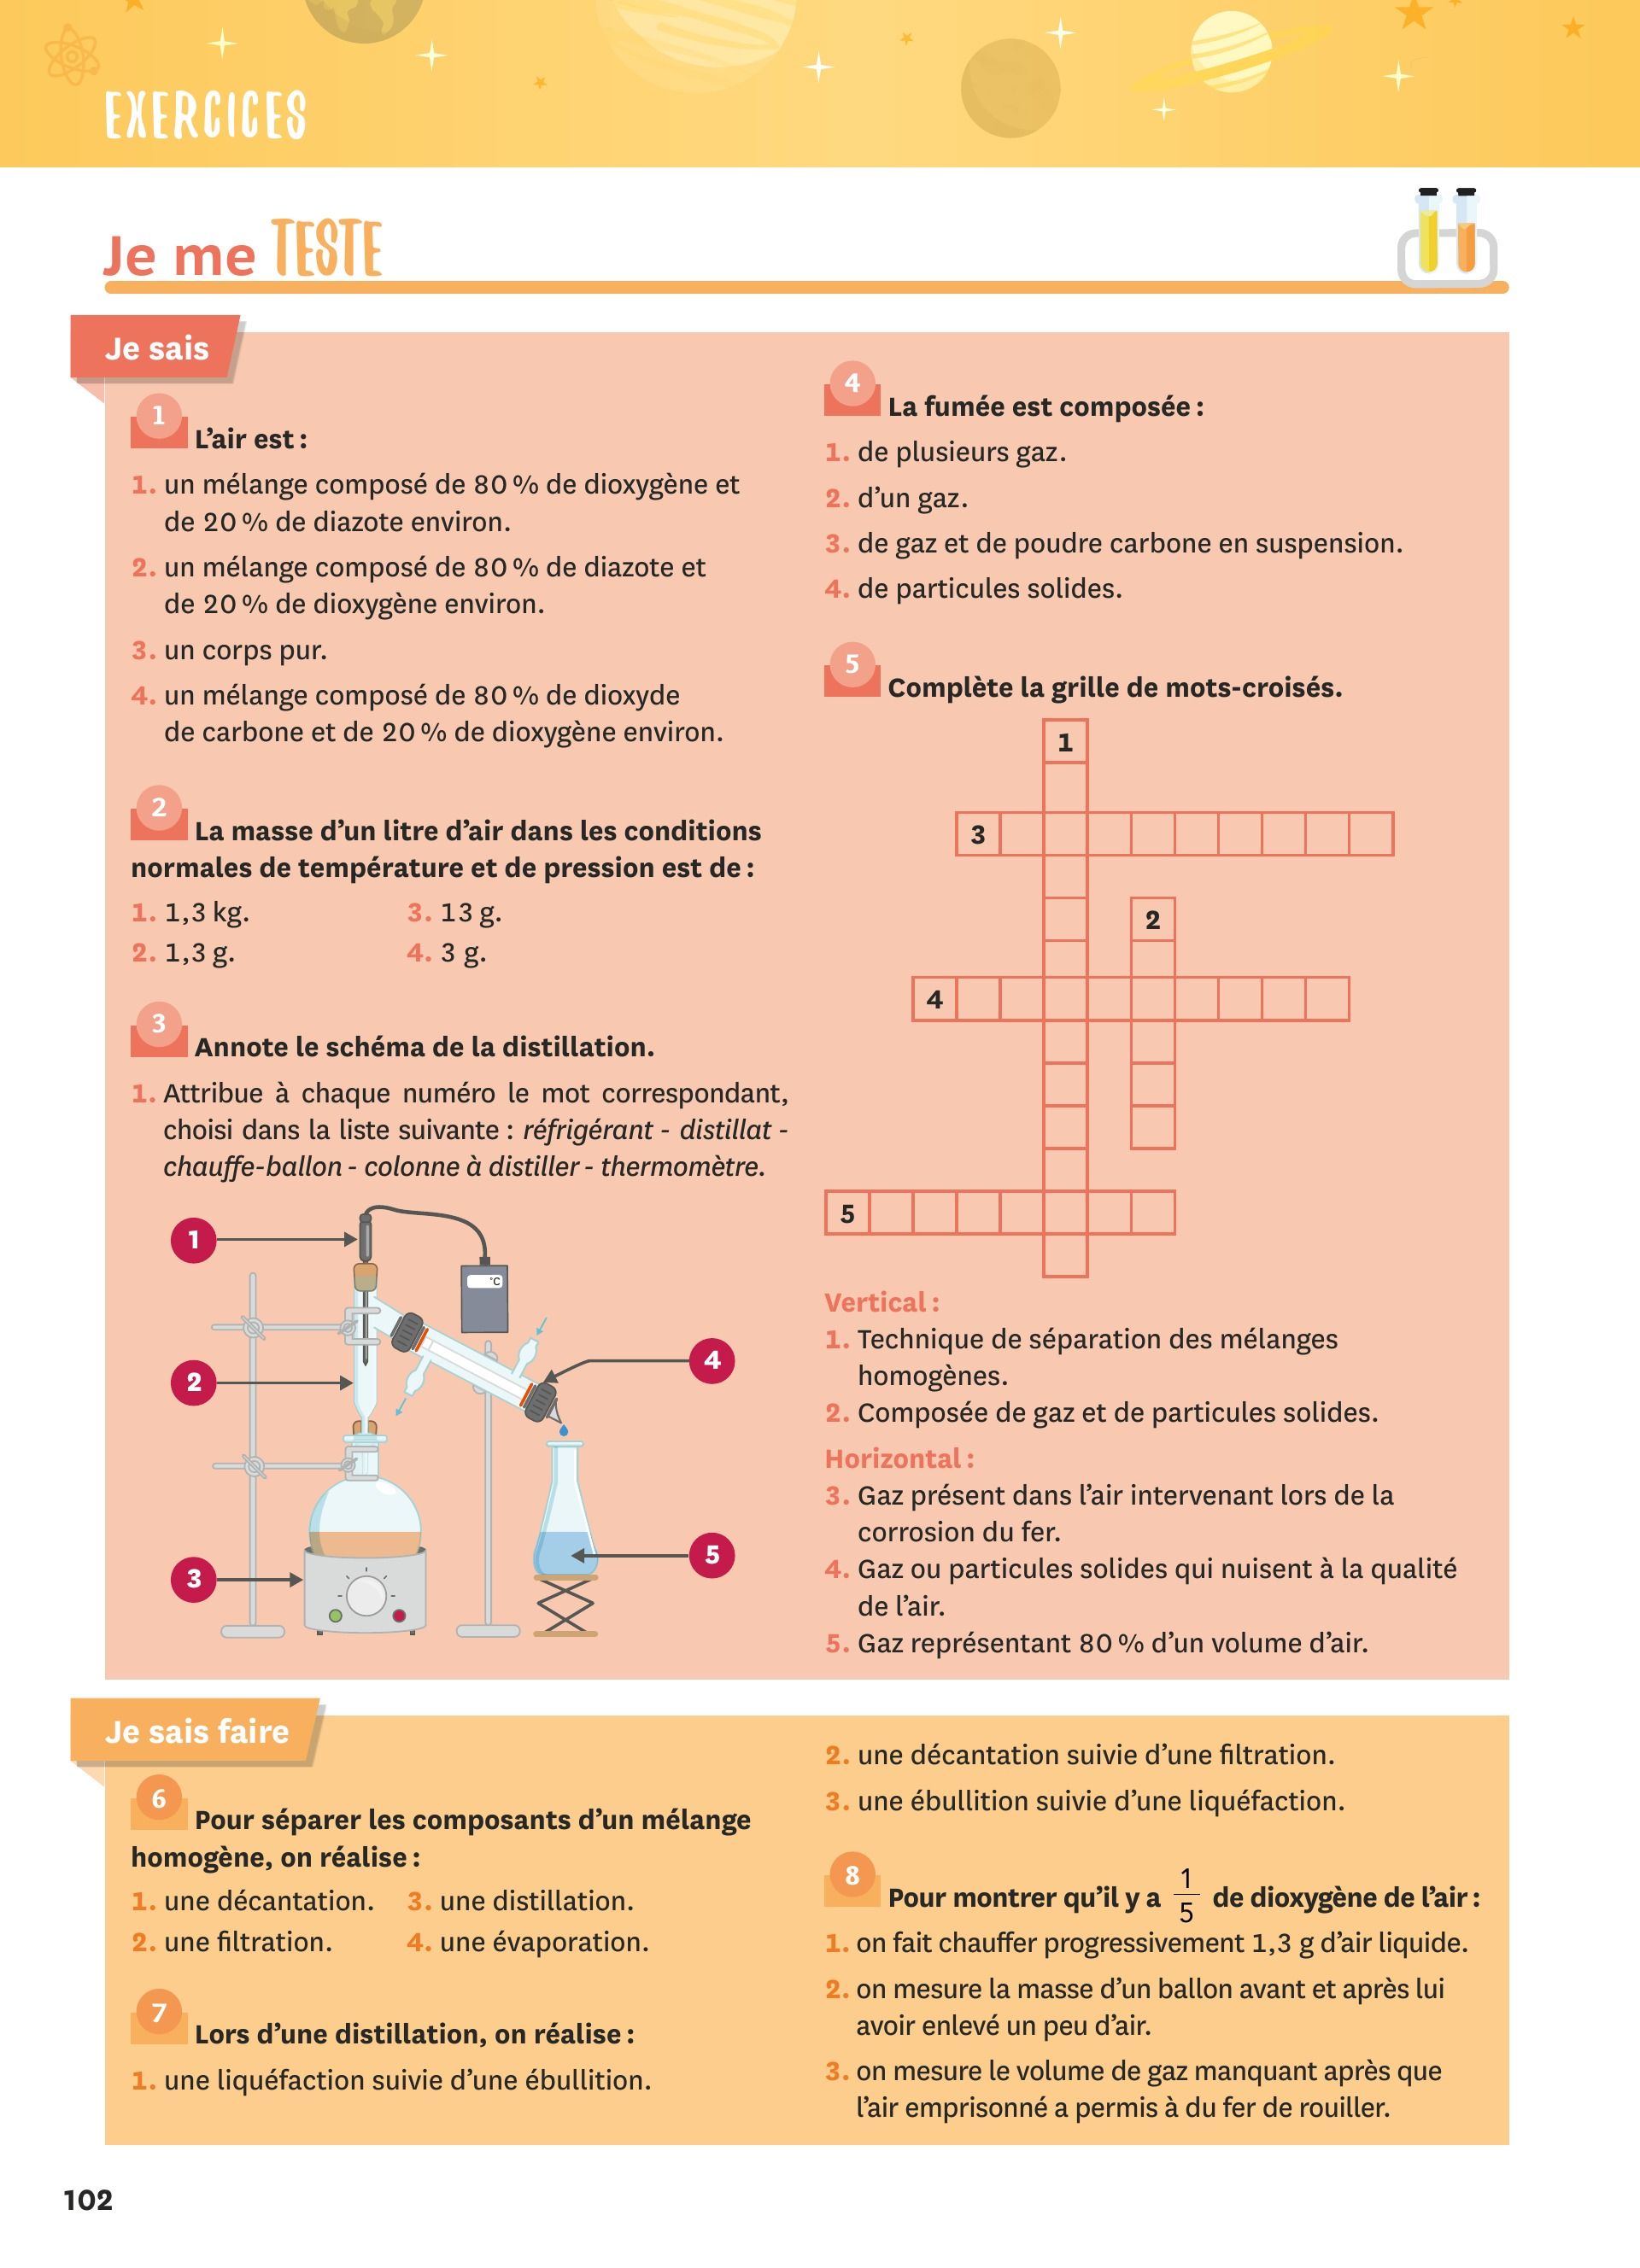 EXERCICES
Je me TESTE
Je sais
1 L’air est :
1. un mélange composé de 80 % de dioxygène et
de 20 % de diazote environ.
2. un mélange composé de 80 % de diazote et
de 20 % de dioxygène environ.
3. un corps pur.
4. un mélange composé de 80 % de dioxyde
de carbone et de 20 % de dioxygène environ.
2 La masse d’un litre d’air dans les conditions
normales de température et de pression est de :
1. 1,3 kg. 3. 13 g.
2. 1,3 g. 4. 3 g.
3 Annote le schéma de la distillation.
1. Attribue à chaque numéro le mot correspondant,
choisi dans la liste suivante : réfrigérant - distillat -
chauffe-ballon - colonne à distiller - thermomètre.
1
°C
4
2
5
3
4 La fumée est composée :
1. de plusieurs gaz.
2. d’un gaz.
3. de gaz et de poudre carbone en suspension.
4. de particules solides.
5 Complète la grille de mots-croisés.
1
3
2
4
5
Vertical :
1. Technique de séparation des mélanges
homogènes.
2. Composée de gaz et de particules solides.
Horizontal :
3. Gaz présent dans l’air intervenant lors de la
corrosion du fer.
4. Gaz ou particules solides qui nuisent à la qualité
de l’air.
5. Gaz représentant 80 % d’un volume d’air.
Je sais faire
6 Pour séparer les composants d’un mélange
homogène, on réalise :
1. une décantation. 3. une distillation.
2. une filtration. 4. une évaporation.
7 Lors d’une distillation, on réalise :
1. une liquéfaction suivie d’une ébullition.
2. une décantation suivie d’une filtration.
3. une ébullition suivie d’une liquéfaction.
8 Pour montrer qu’il y a 1/5 de dioxygène de l’air :
1. on fait chauffer progressivement 1,3 g d’air liquide.
2. on mesure la masse d’un ballon avant et après lui
avoir enlevé un peu d’air.
3. on mesure le volume de gaz manquant après que
l’air emprisonné a permis à du fer de rouiller.
102